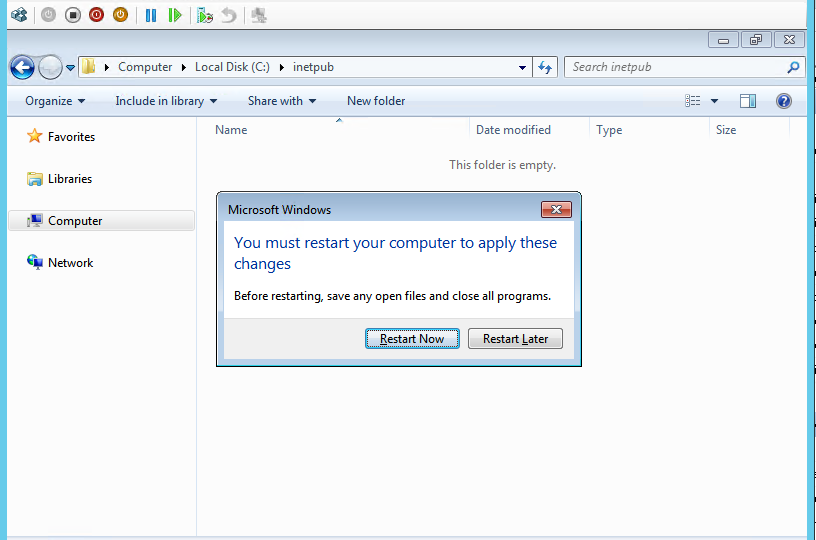 Computer Local Disk (C:) inetpub
Search inetpub
Organize Include in library Share with New folder
Name Date modified Type Size
This folder is empty.
Favorites
Libraries
Computer
Network
Microsoft Windows
You must restart your computer to apply these
changes
Before restarting, save any open files and close all programs.
Restart Now Restart Later